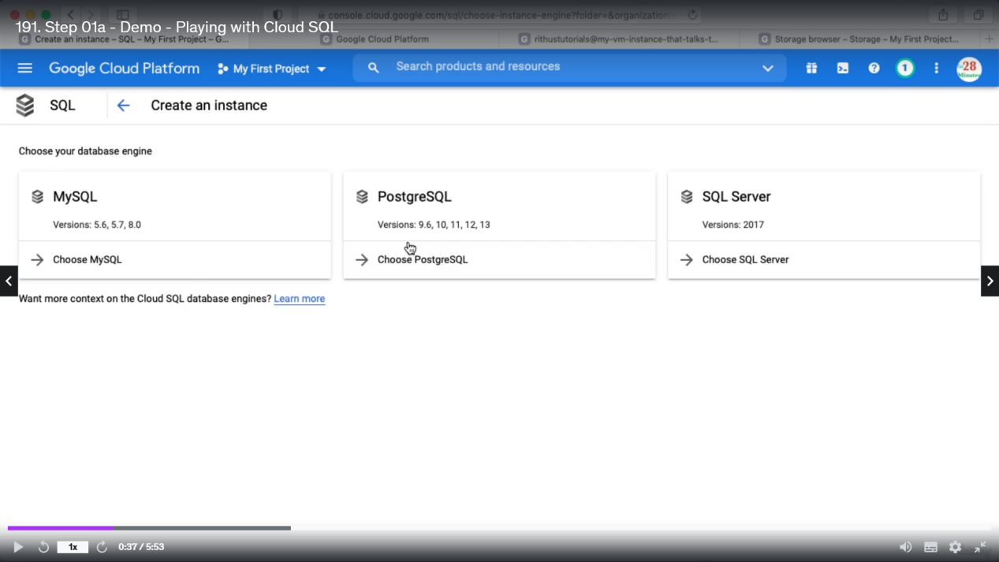 console.cloud.google.com/sql/choose-instance-engine?folder=&organizationI
191. Step 01a - Demo - Playing with Cloud SQL
Create an instance – SQL – My First Project – G...
Google Cloud Platform
rithustutorials@my-vm-instance-that-talks-t...
Storage browser – Storage – My First Project...
Google Cloud Platform
My First Project
Search products and resources
1
28
Minutes
SQL
Create an instance
Choose your database engine
MySQL
Versions: 5.6, 5.7, 8.0
Choose MySQL
PostgreSQL
Versions: 9.6, 10, 11, 12, 13
Choose PostgreSQL
SQL Server
Versions: 2017
Choose SQL Server
Want more context on the Cloud SQL database engines? Learn more
1x
0:37 / 5:53